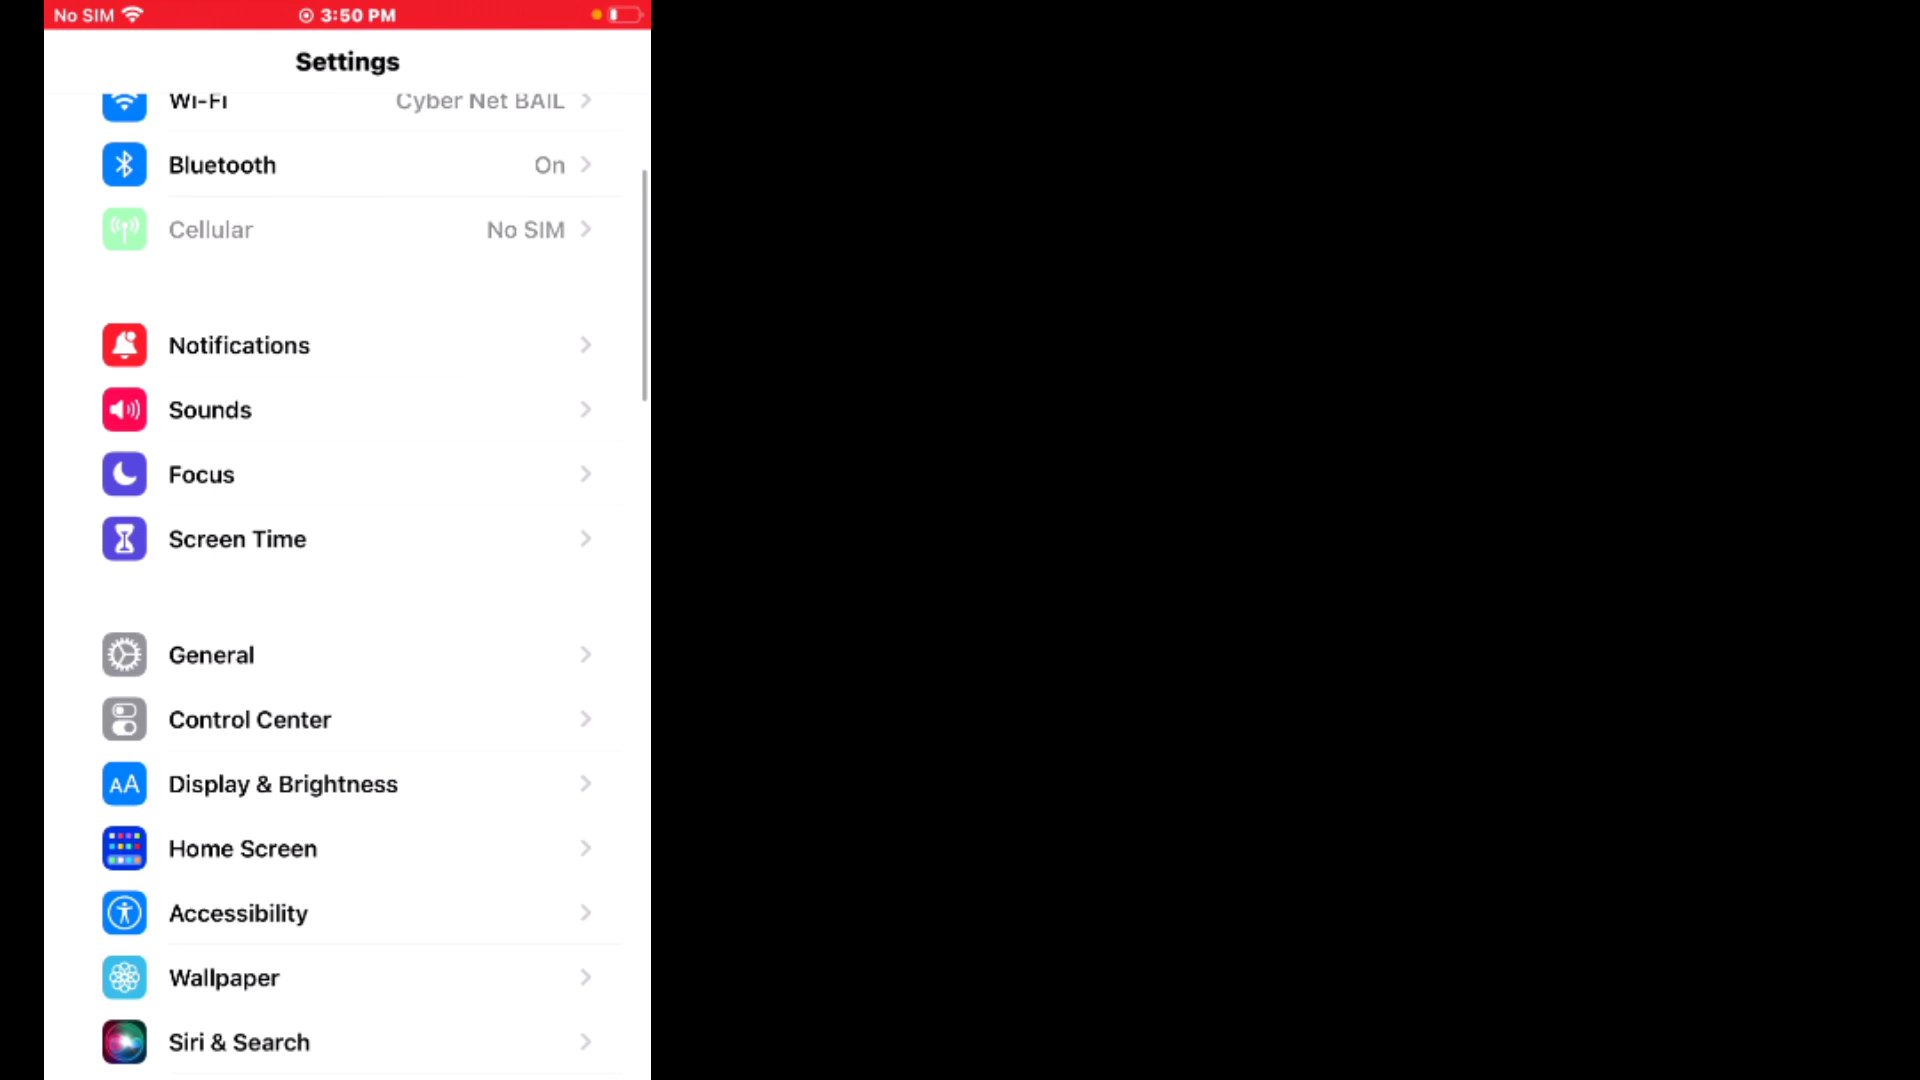 No SIM 3:50 PM
Settings
Wi-Fi Cyber Net BAIL
Bluetooth On
Cellular No SIM
Notifications
Sounds
Focus
Screen Time
General
Control Center
AA Display & Brightness
Home Screen
Accessibility
Wallpaper
Siri & Search